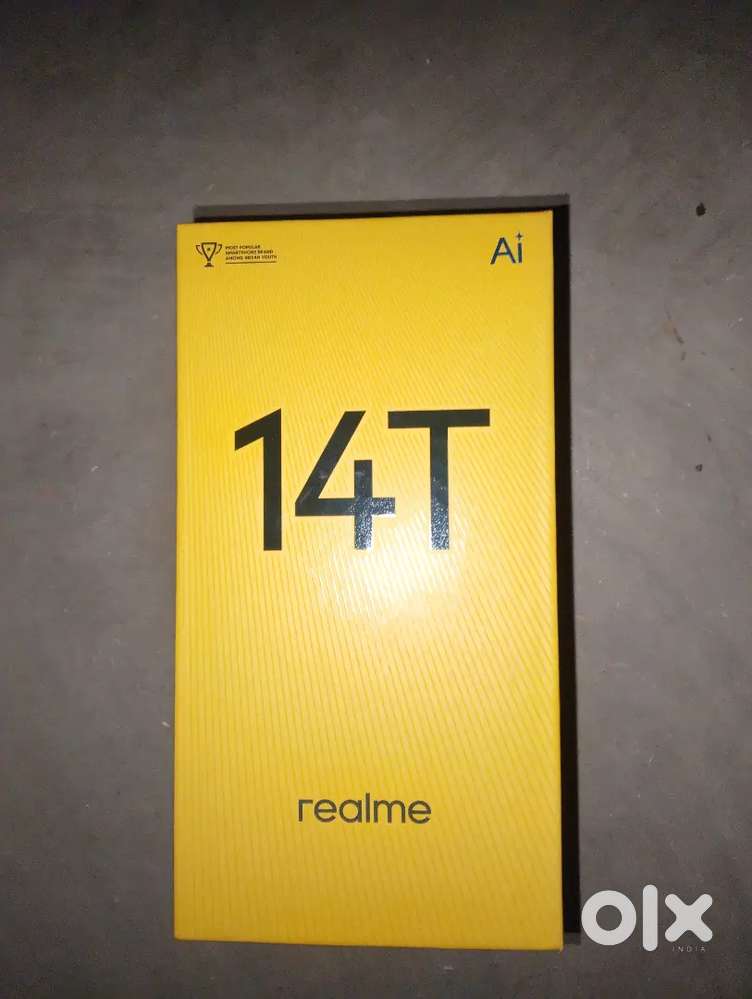 MOST POPULAR
SMARTPHONE BRAND
AMONG INDIAN YOUTH
Ai
14T
realme
olx
INDIA